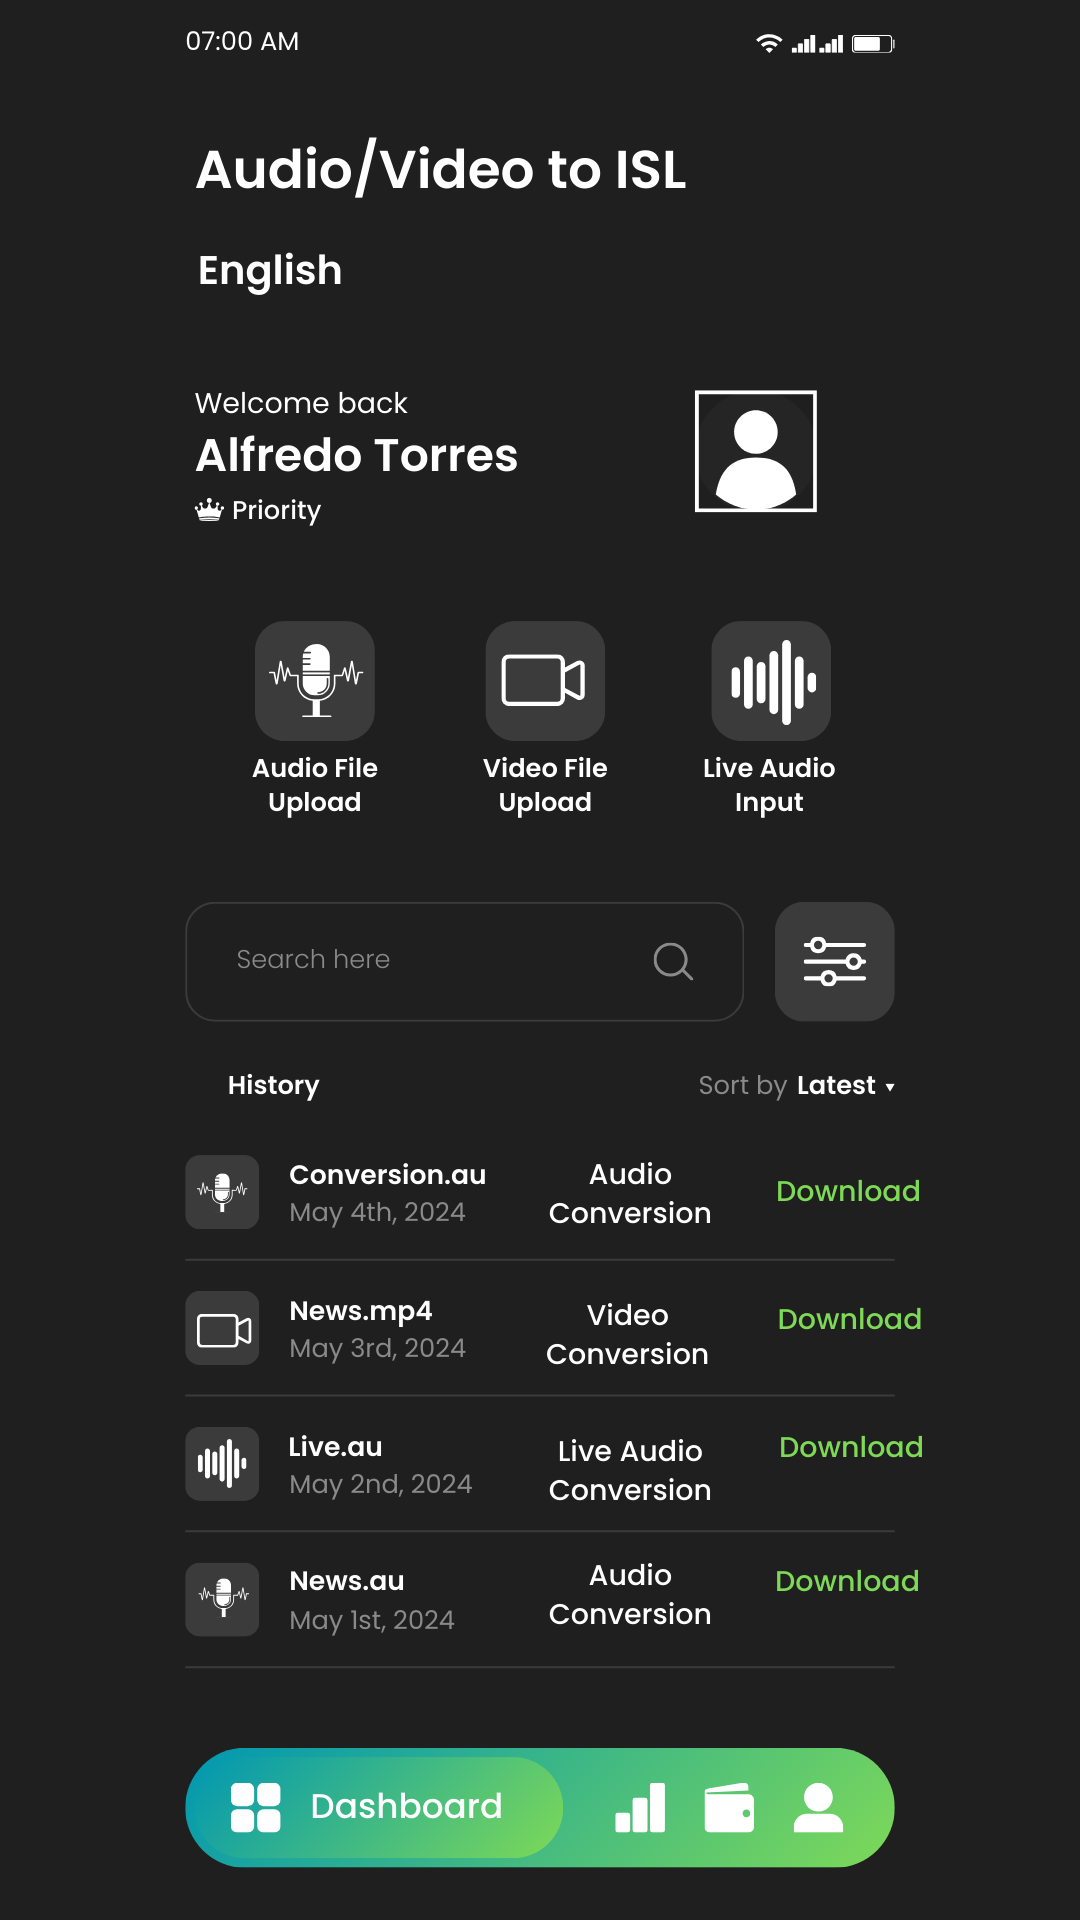 07:00 AM
Audio/Video to ISL
English
Welcome back
Alfredo Torres
Priority
Audio File
Upload
Video File
Upload
Live Audio
Input
Search here
History
Sort by Latest
Conversion.au
May 4th, 2024
Audio
Conversion
Download
News.mp4
May 3rd, 2024
Video
Conversion
Download
Live.au
May 2nd, 2024
Live Audio
Conversion
Download
News.au
May 1st, 2024
Audio
Conversion
Download
Dashboard